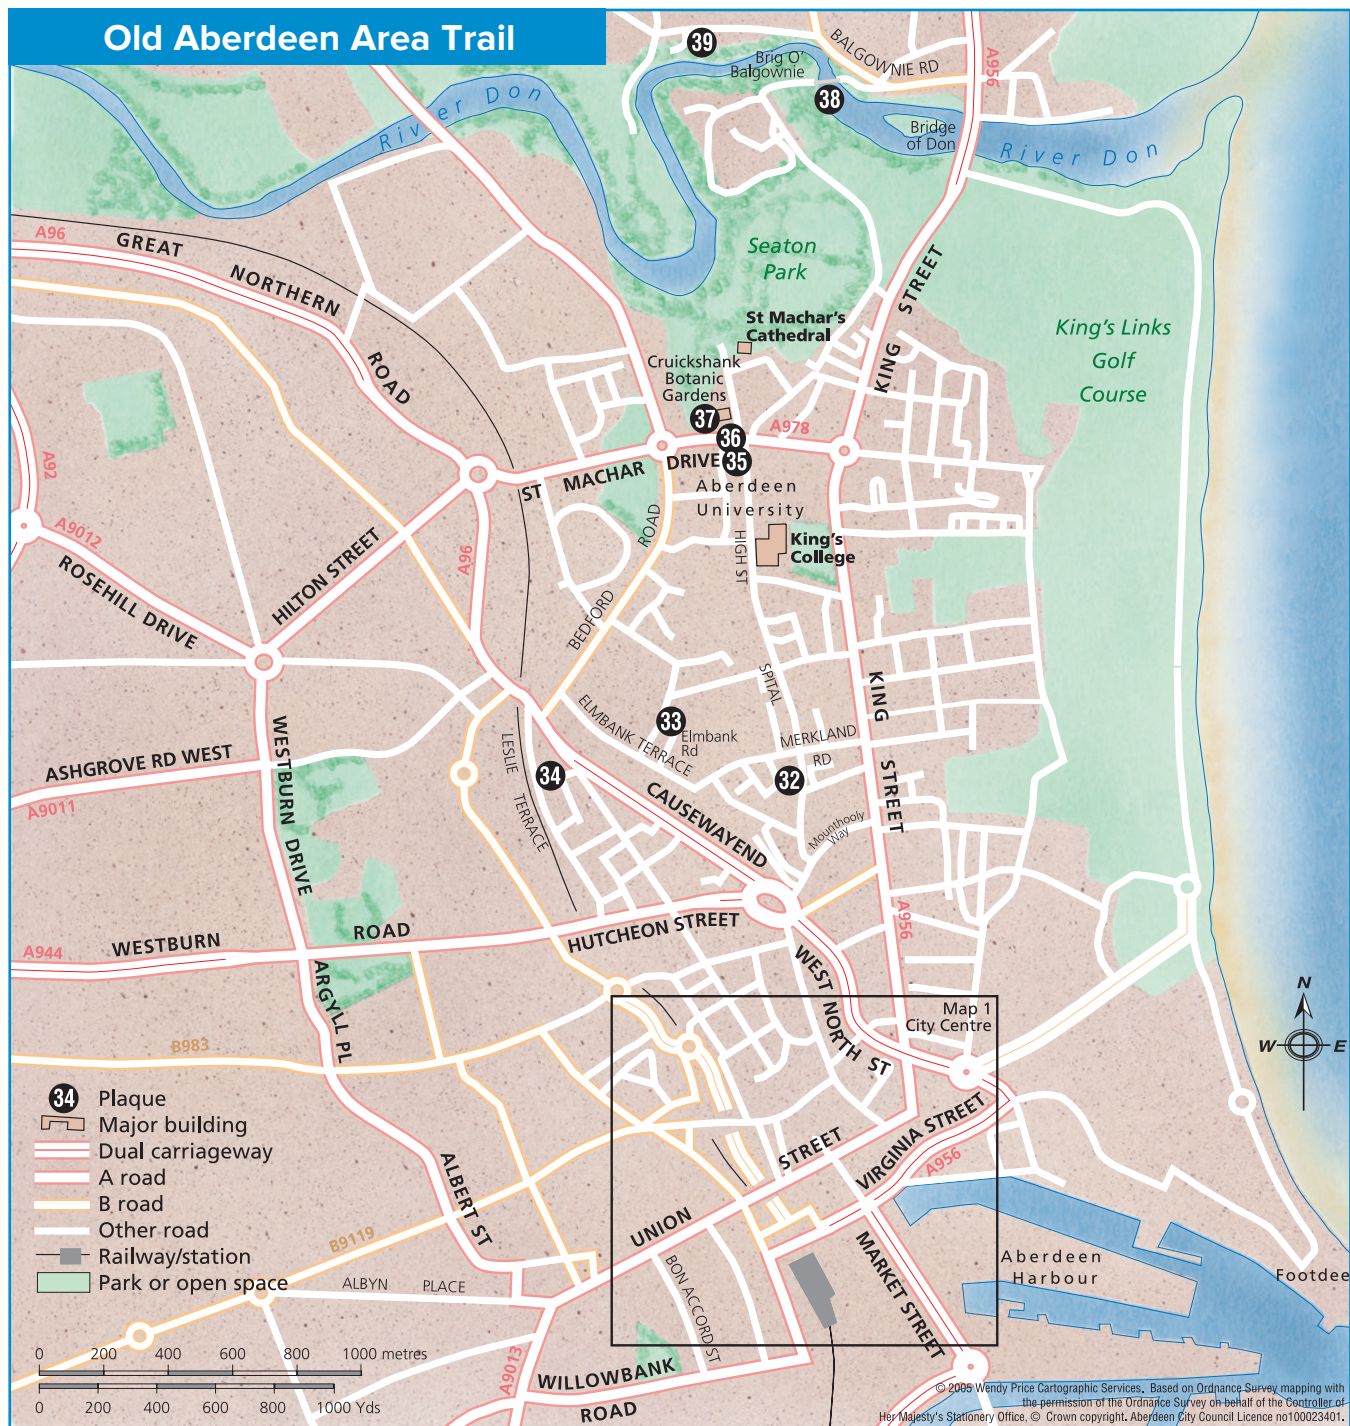 Old Aberdeen Area Trail
39
Brig O'
Balgownie
BALGOWNIE RD
A956
38
Bridge
of Don
River Don
River Don
A96
GREAT
NORTHERN
ROAD
Seaton
Park
KING STREET
St Machar's
Cathedral
King's Links
Golf
Course
Cruickshank
Botanic
Gardens
37
36
A978
35
ST MACHAR DRIVE
A92
A9012
ROSEHILL DRIVE
HILTON STREET
A96
Aberdeen
University
ROAD
HIGH ST
King's
College
BEDFORD
SPITAL
KING STREET
33
Elmbank
Rd
ELMBANK TERRACE
MERKLAND
RD
32
34
LESLIE
TERRACE
CAUSEWAYEND
Mounthooly
Way
WESTBURN DRIVE
ASHGROVE RD WEST
A9011
A944
WESTBURN
ROAD
HUTCHEON STREET
A956
WEST NORTH ST
ARGYLL PL
B983
Map 1
City Centre
N
W
E
34
Plaque
Major building
Dual carriageway
A road
B road
Other road
Railway/station
Park or open space
ALBERT ST
B9119
ALBYN PLACE
UNION
STREET
VIRGINIA STREET
A956
MARKET STREET
BON ACCORD ST
Aberdeen
Harbour
Footdee
A9013
WILLOWBANK
ROAD
0 200 400 600 800 1000 metres
0 200 400 600 800 1000 Yds
© 2005 Wendy Price Cartographic Services. Based on Ordnance Survey mapping with
the permission of the Ordnance Survey on behalf of the Controller of
Her Majesty's Stationery Office, © Crown copyright. Aberdeen City Council Licence no100023401.